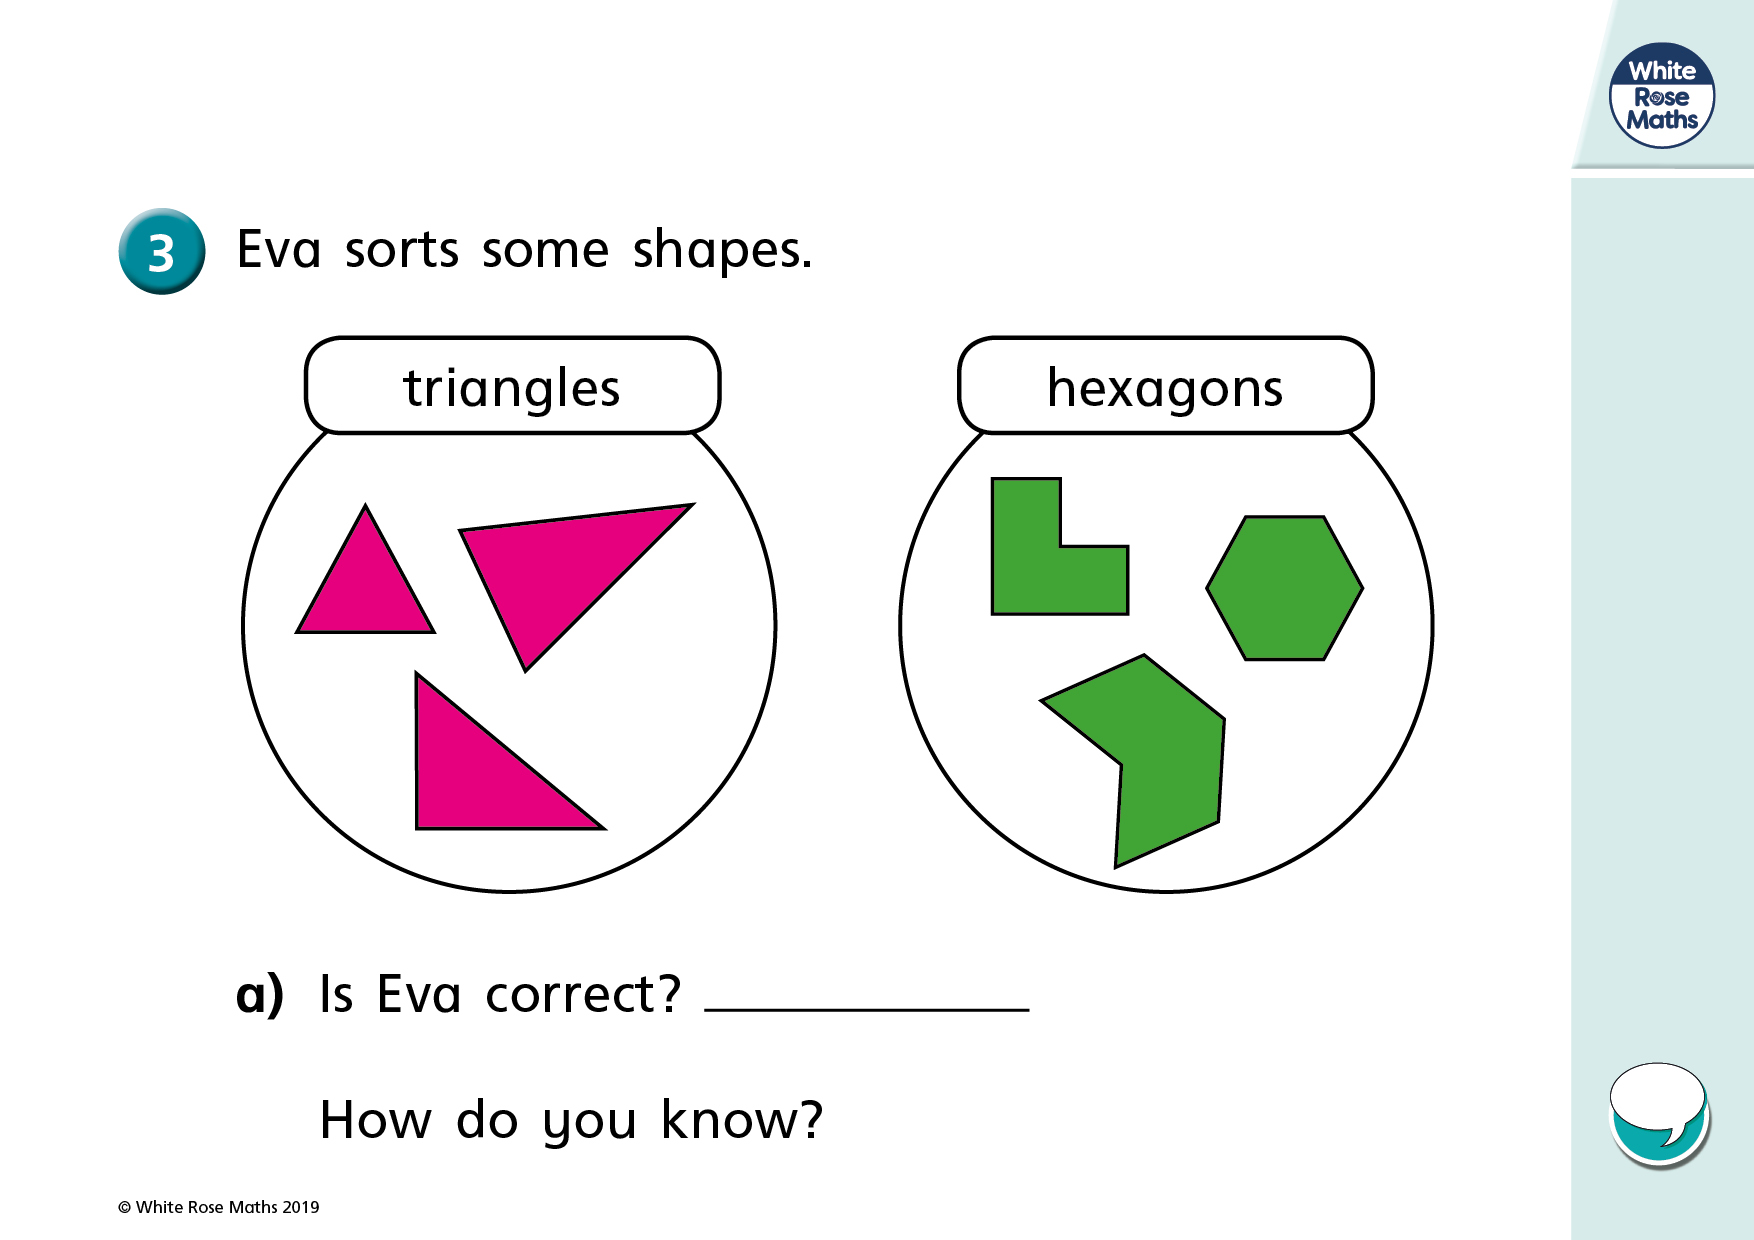 White
Rose
Maths
3 Eva sorts some shapes.
triangles hexagons
a) Is Eva correct?
How do you know?
© White Rose Maths 2019